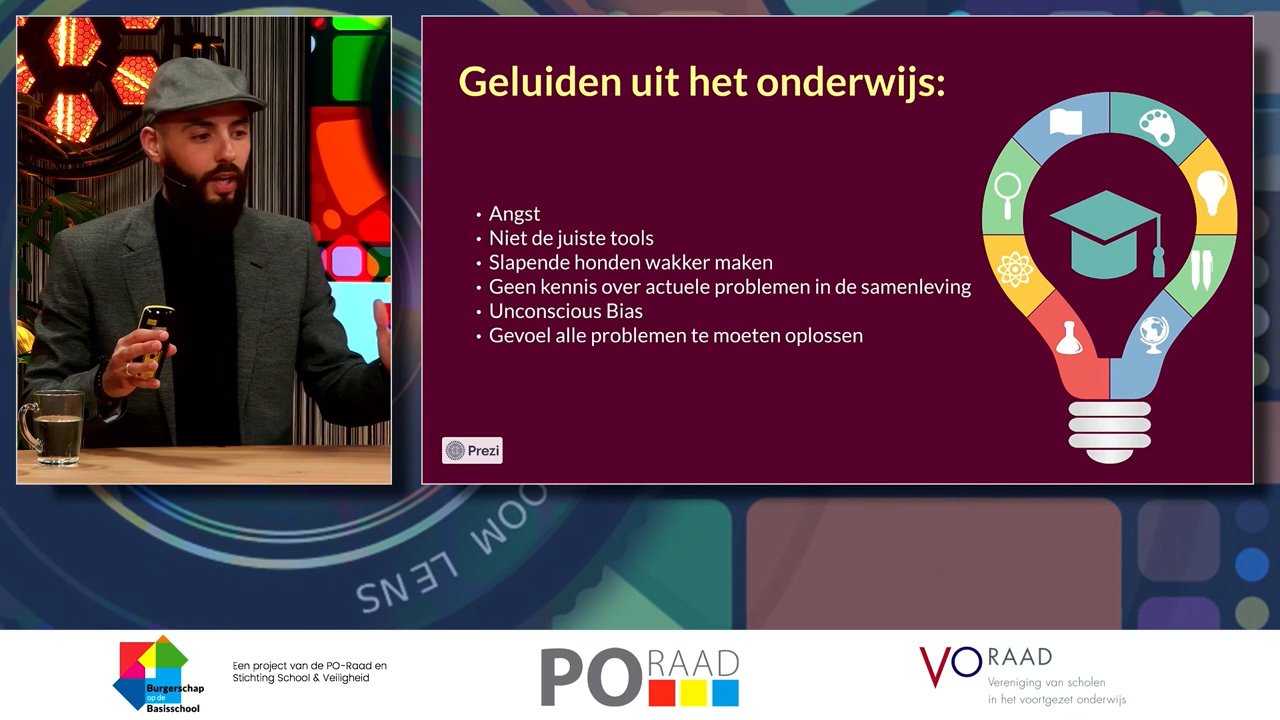 Geluiden uit het onderwijs:
• Angst
• Niet de juiste tools
• Slapende honden wakker maken
• Geen kennis over actuele problemen in de samenleving
• Unconscious Bias
• Gevoel alle problemen te moeten oplossen
Prezi
OOM LENS
Burgerschap
op de
Basisschool
Een project van de PO-Raad en
Stichting School & Veiligheid
PO RAAD
VO RAAD
Vereniging van scholen
in het voortgezet onderwijs